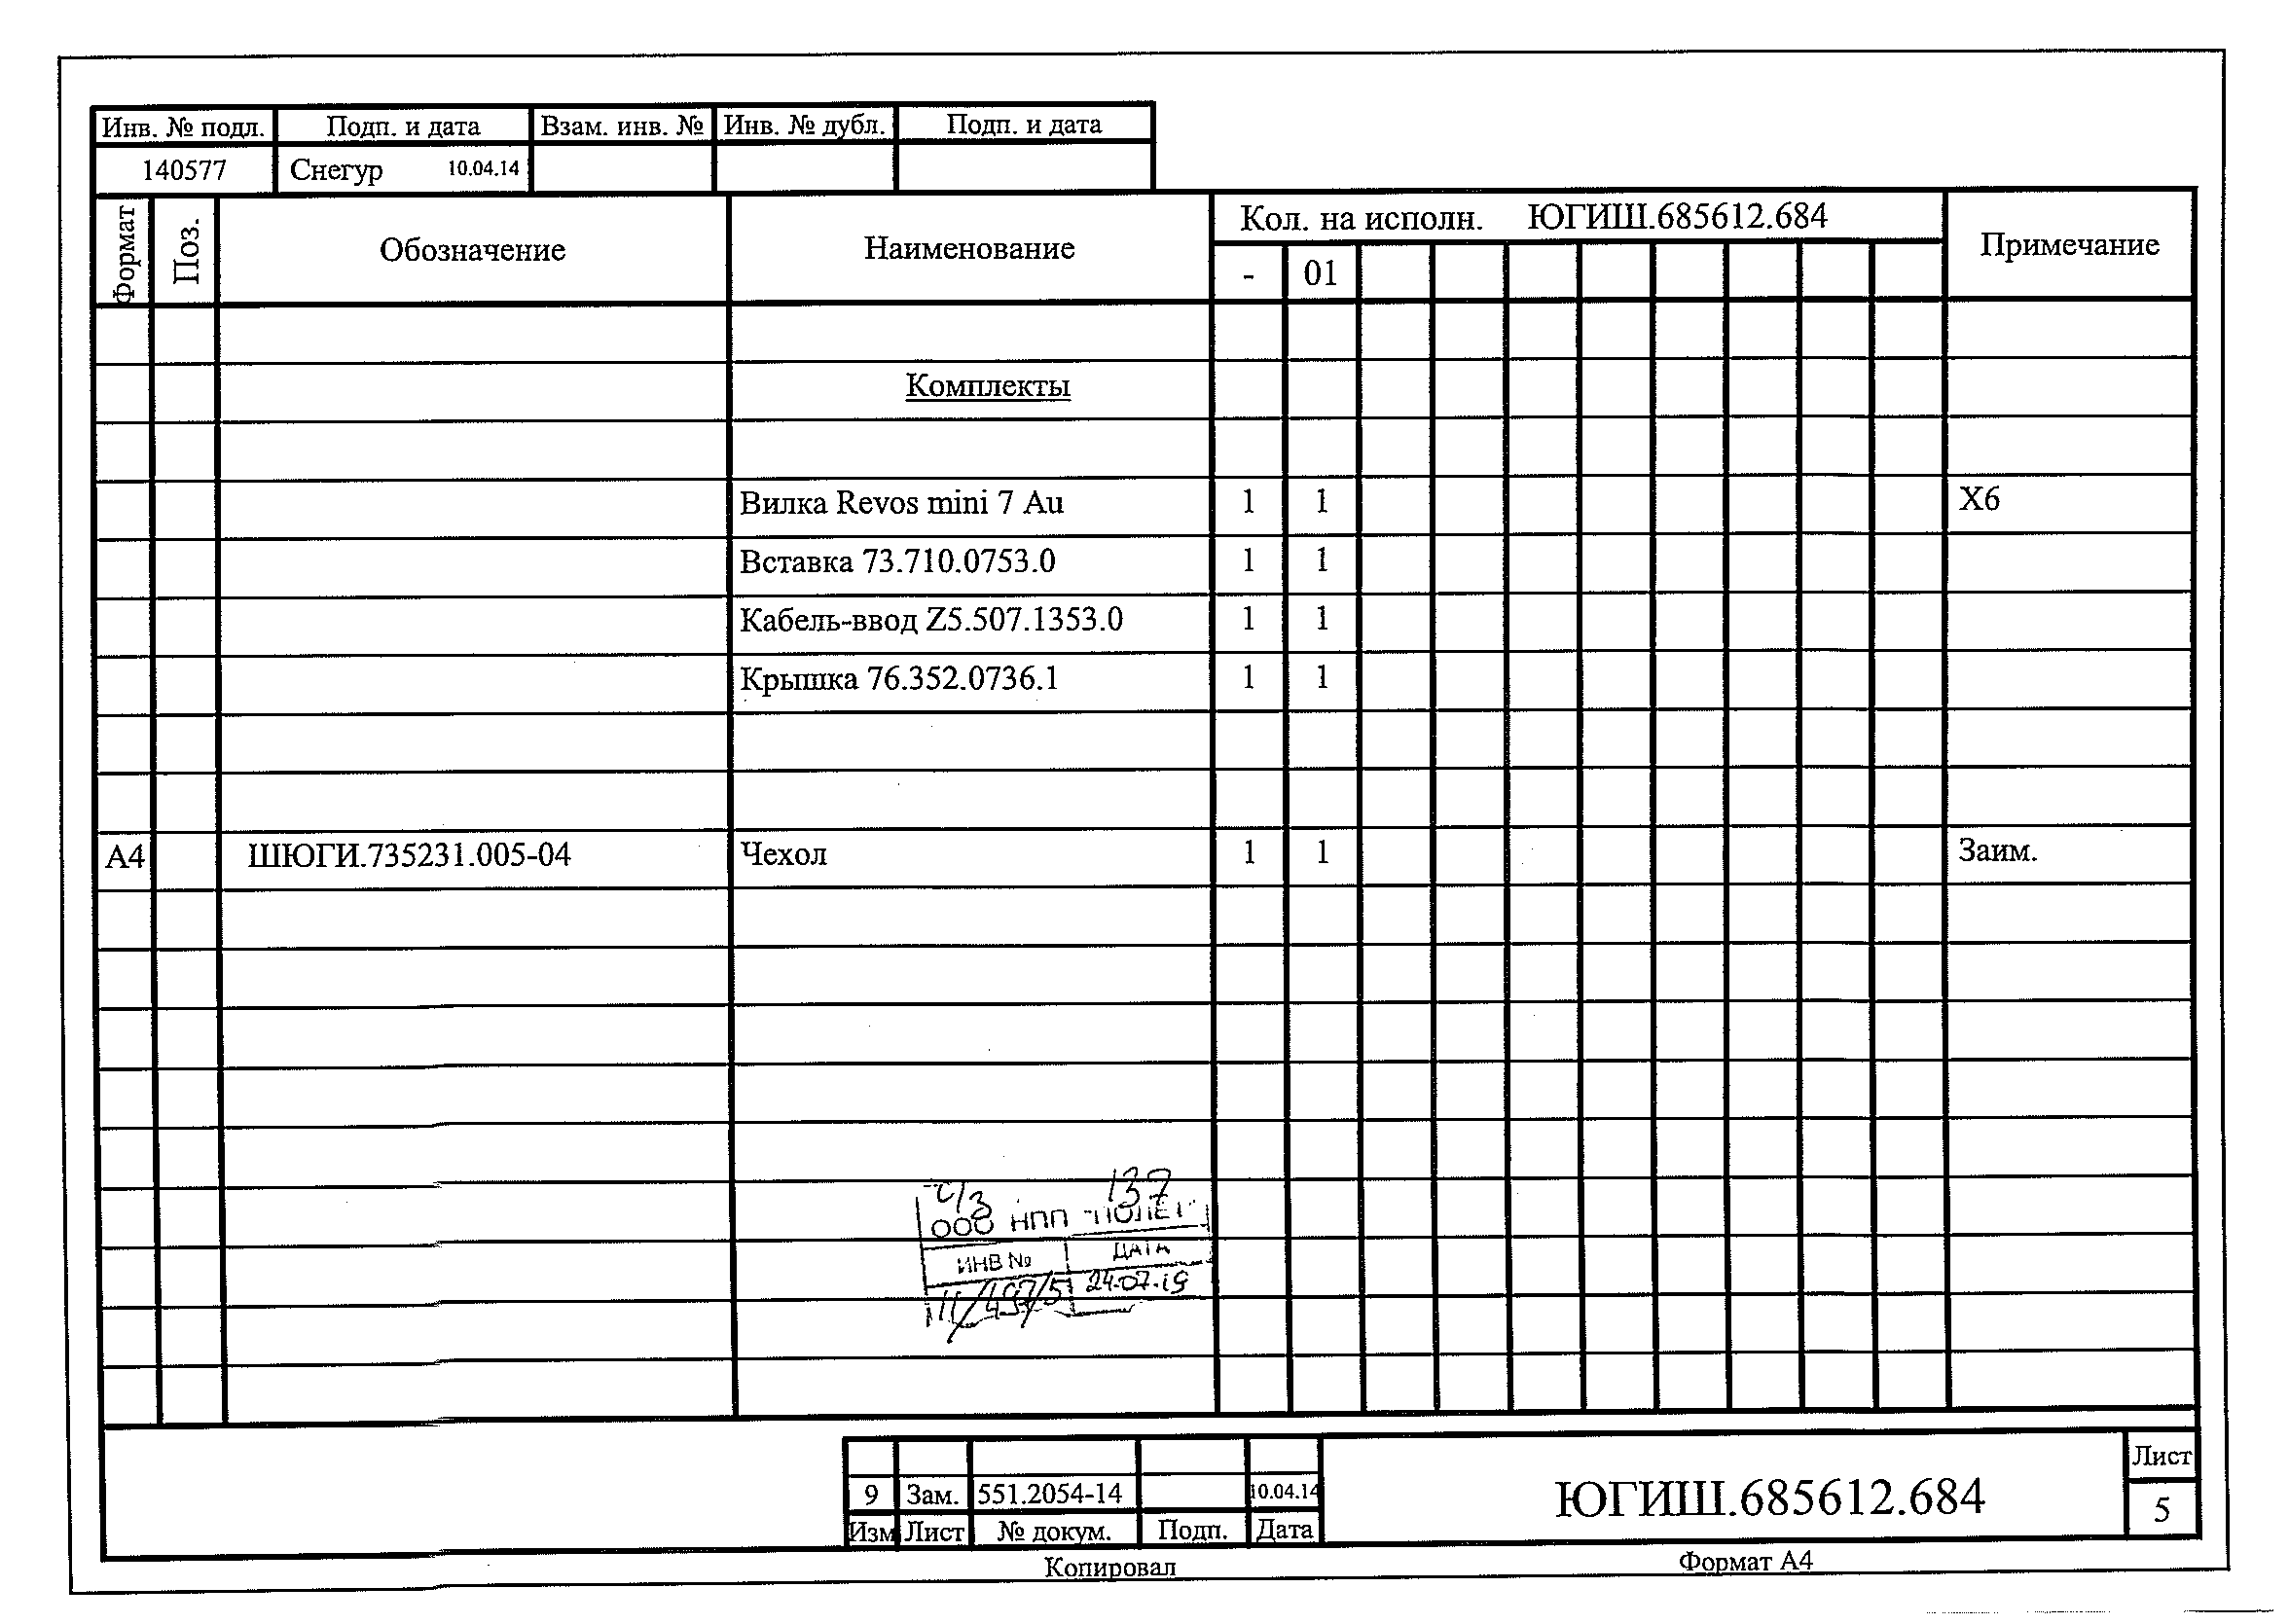 Инв. № подл. Подп. и дата Взам. инв. № Инв. № дубл. Подп. и дата
140577 Снегур 10.04.14
Формат Поз. Обозначение Наименование Кол. на исполн. ЮГИШ.685612.684 Примечание
- 01
Комплекты
Вилка Revos mini 7 Au 1 1 X6
Вставка 73.710.0753.0 1 1
Кабель-ввод Z5.507.1353.0 1 1
Крышка 76.352.0736.1 1 1
А4 ШЮГИ.735231.005-04 Чехол 1 1 Заим.
с/з 137
ООО НПП "ПОЛЕТ"
ИНВ № ДАТА
11/497/5 24.07.19
9 Зам. 551.2054-14 10.04.14
Изм Лист № докум. Подп. Дата
ЮГИШ.685612.684
Лист
5
Копировал Формат А4